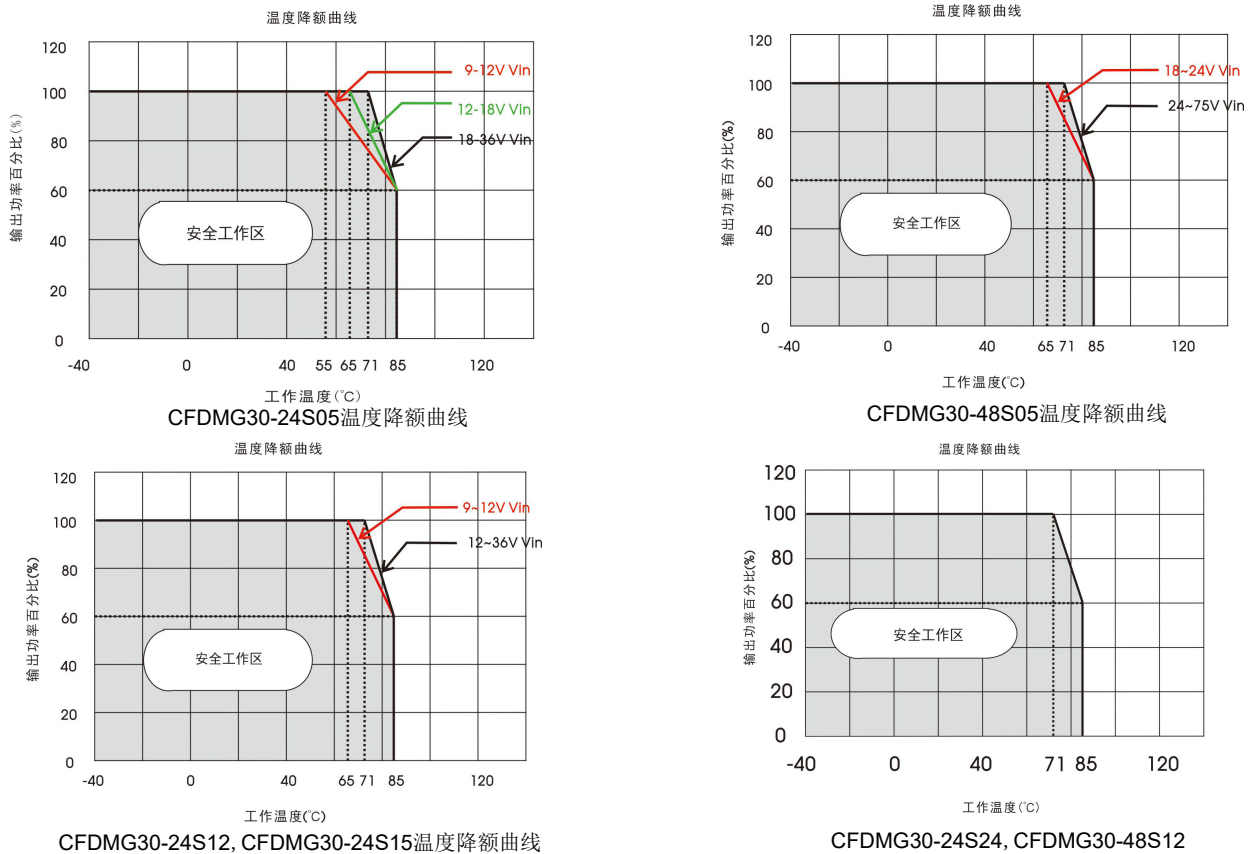 温度降额曲线
120
100
80
60
40
20
0
输出功率百分比(%)
9-12V Vin
12-18V Vin
18-36V Vin
安全工作区
-40 0 40 55 65 71 85 120
工作温度(℃)
CFDMG30-24S05温度降额曲线
温度降额曲线
120
100
80
60
40
20
0
输出功率百分比(%)
18~24V Vin
24~75V Vin
安全工作区
-40 0 40 65 71 85 120
工作温度(℃)
CFDMG30-48S05温度降额曲线
温度降额曲线
120
100
80
60
40
20
0
输出功率百分比(%)
9~12V Vin
12~36V Vin
安全工作区
-40 0 40 65 71 85 120
工作温度(℃)
CFDMG30-24S12, CFDMG30-24S15温度降额曲线
温度降额曲线
120
100
80
60
40
20
0
输出功率百分比(%)
安全工作区
-40 0 40 71 85 120
工作温度(℃)
CFDMG30-24S24, CFDMG30-48S12